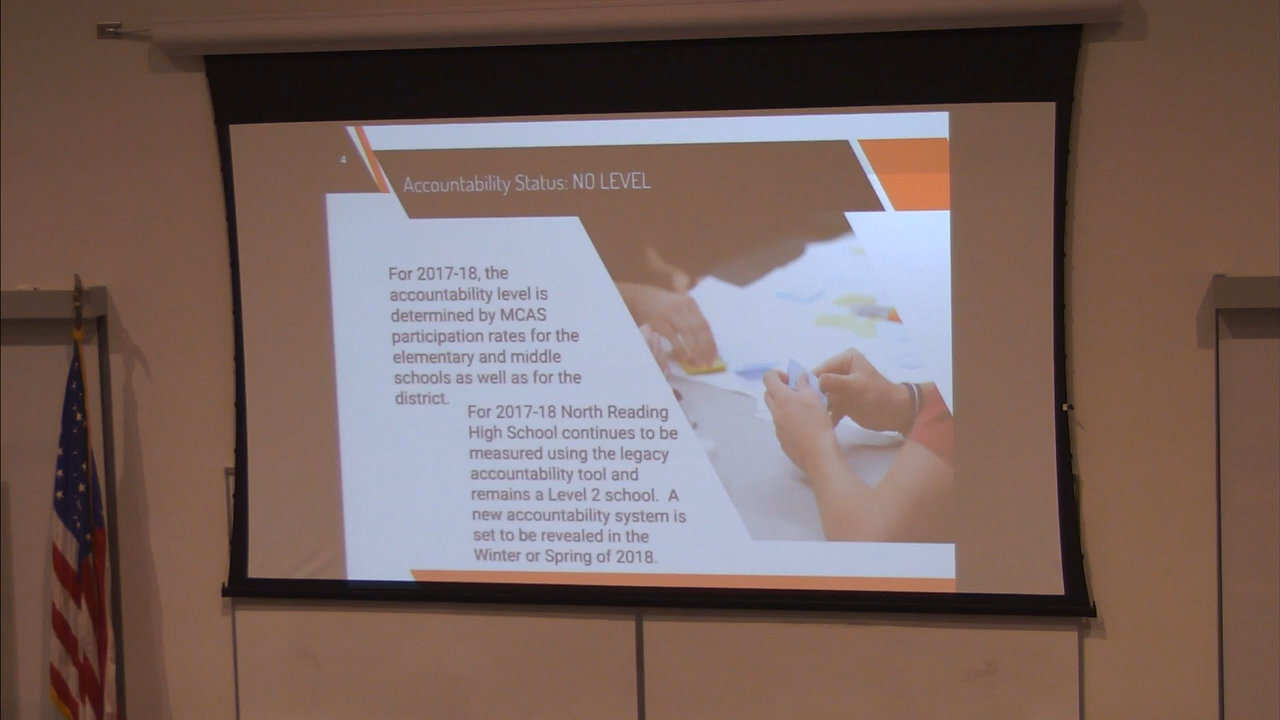 4
Accountability Status: NO LEVEL
For 2017-18, the
accountability level is
determined by MCAS
participation rates for the
elementary and middle
schools as well as for the
district.
For 2017-18 North Reading
High School continues to be
measured using the legacy
accountability tool and
remains a Level 2 school. A
new accountability system is
set to be revealed in the
Winter or Spring of 2018.